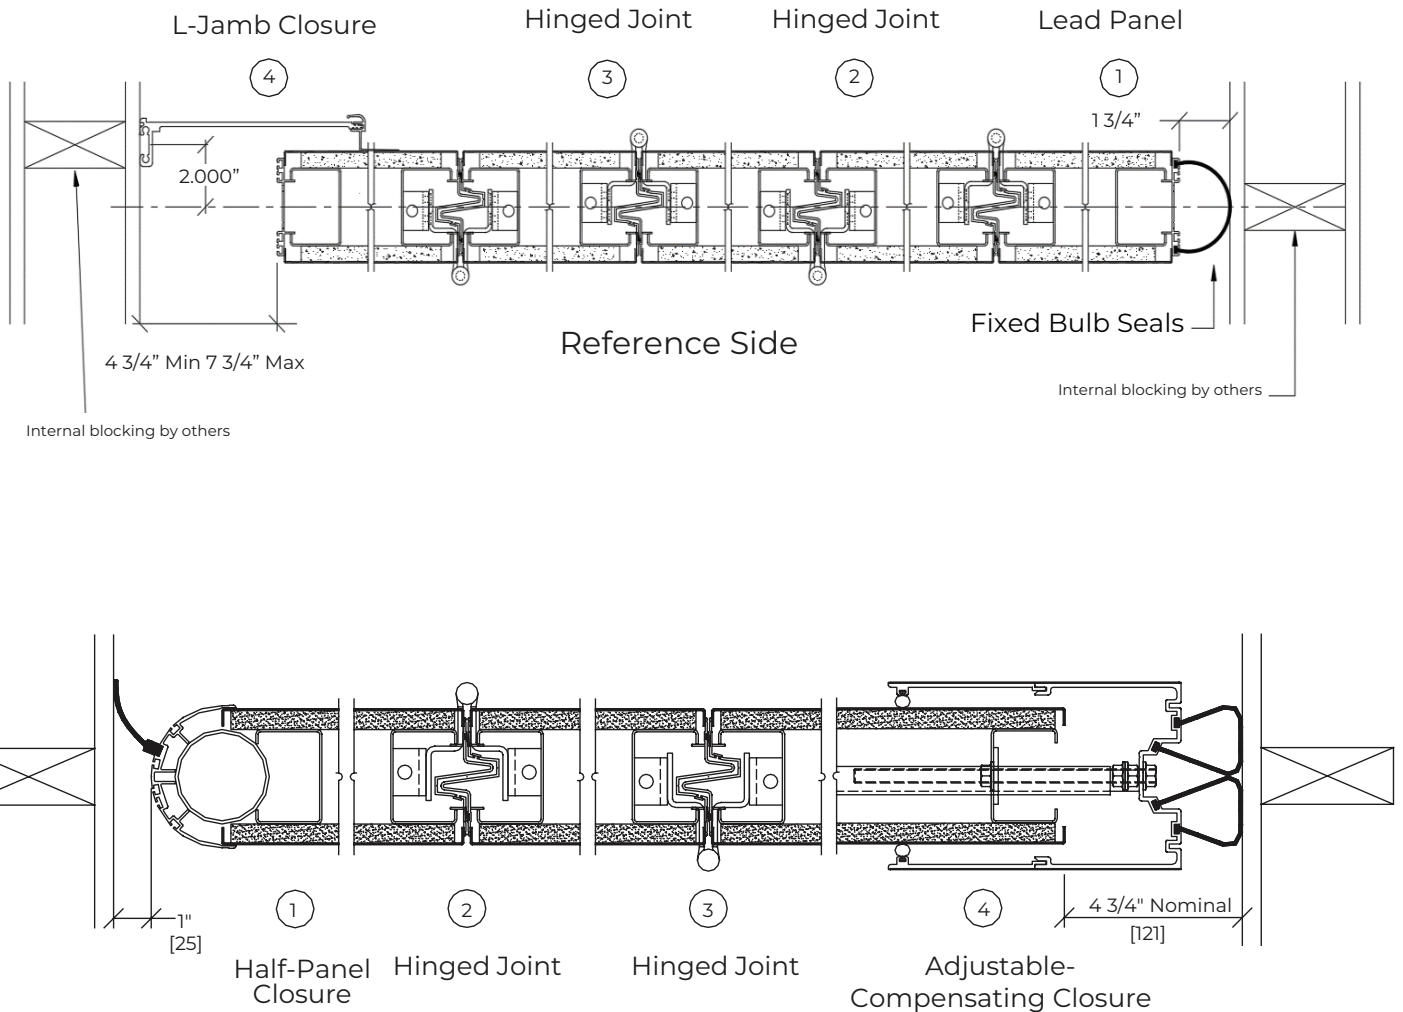 L-Jamb Closure
Hinged Joint
Hinged Joint
Lead Panel
4
3
2
1
1 3/4”
2.000”
Fixed Bulb Seals
Reference Side
4 3/4” Min 7 3/4” Max
Internal blocking by others
Internal blocking by others
1"
[25]
1
2
3
4
4 3/4" Nominal
[121]
Half-Panel
Closure
Hinged Joint
Hinged Joint
Adjustable-
Compensating Closure